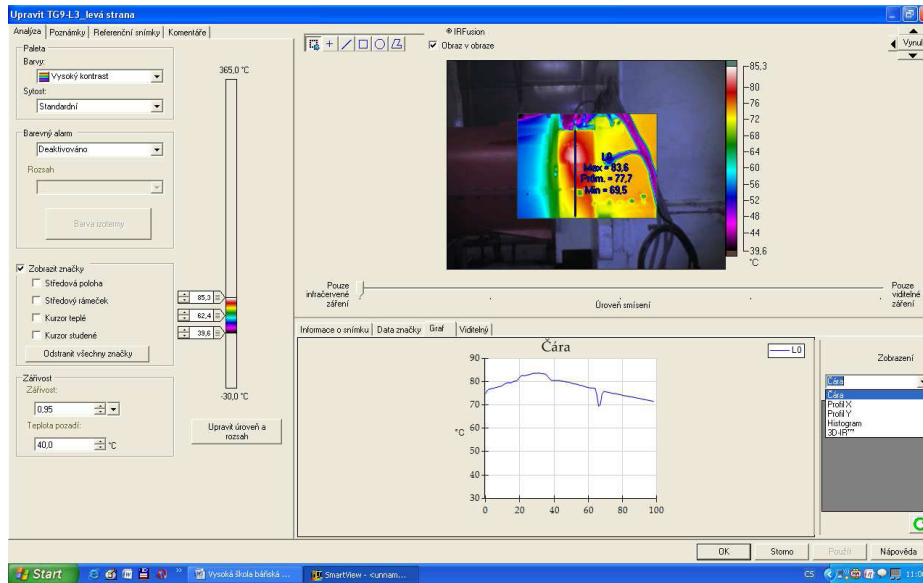 Upravit TG9-L3_levá strana
Analýza Poznámky Referenční snímky Komentáře
Paleta
Barvy:
Vysoký kontrast
Sytost:
Standardní
Barevný alarm
Deaktivováno
Rozsah
Barva izotermy
Zobrazit značky
Středová poloha
Středový rámeček
Kurzor teplé
Kurzor studené
Odstranit všechny značky
Zářivost
Zářivost:
0,95
Teplota pozadí:
40,0 °C
365,0 °C
85,3
62,4
39,6
-30,0 °C
Upravit úroveň a
rozsah
® IRFusion
Obraz v obraze
L0
Max = 83,6
Prům. = 77,7
Min = 69,5
85,3
80
76
72
68
64
60
56
52
48
44
39,6
°C
Vynul
Pouze
infračervené
záření
Úroveň smísení
Pouze
viditelné
záření
Informace o snímku Data značky Graf Viditelný
Čára
L0
90
80
70
°C 60
50
40
30
0 20 40 60 80 100
Zobrazení
Čára
Čára
Profil X
Profil Y
Histogram
3D-IR™
OK Storno Použít Nápověda
Start Vysoká škola báňská ... SmartView - <unnam... CS 11:0